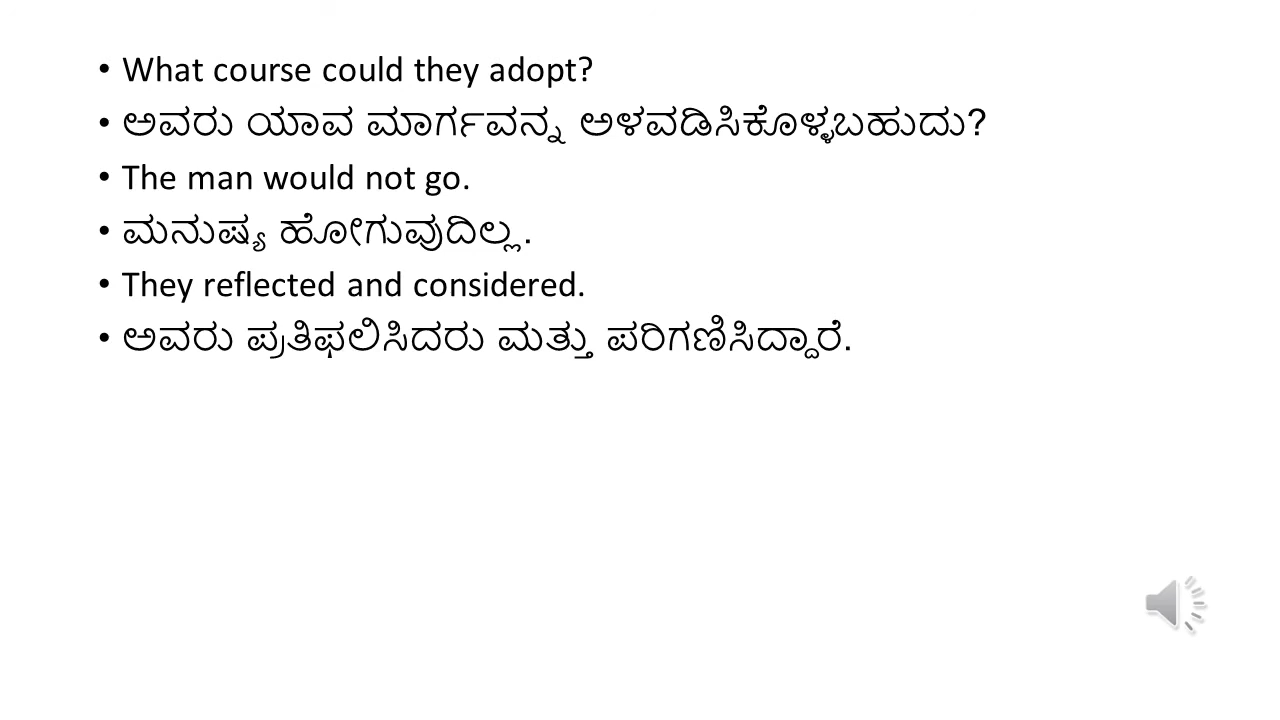 • What course could they adopt?
• ಅವರು ಯಾವ ಮಾರ್ಗವನ್ನ ಅಳವಡಿಸಿಕೊಳ್ಳಬಹುದು?
• The man would not go.
• ಮನುಷ್ಯ ಹೋಗುವುದಿಲ್ಲ.
• They reflected and considered.
• ಅವರು ಪ್ರತಿಫಲಿಸಿದರು ಮತ್ತು ಪರಿಗಣಿಸಿದ್ದಾರೆ.